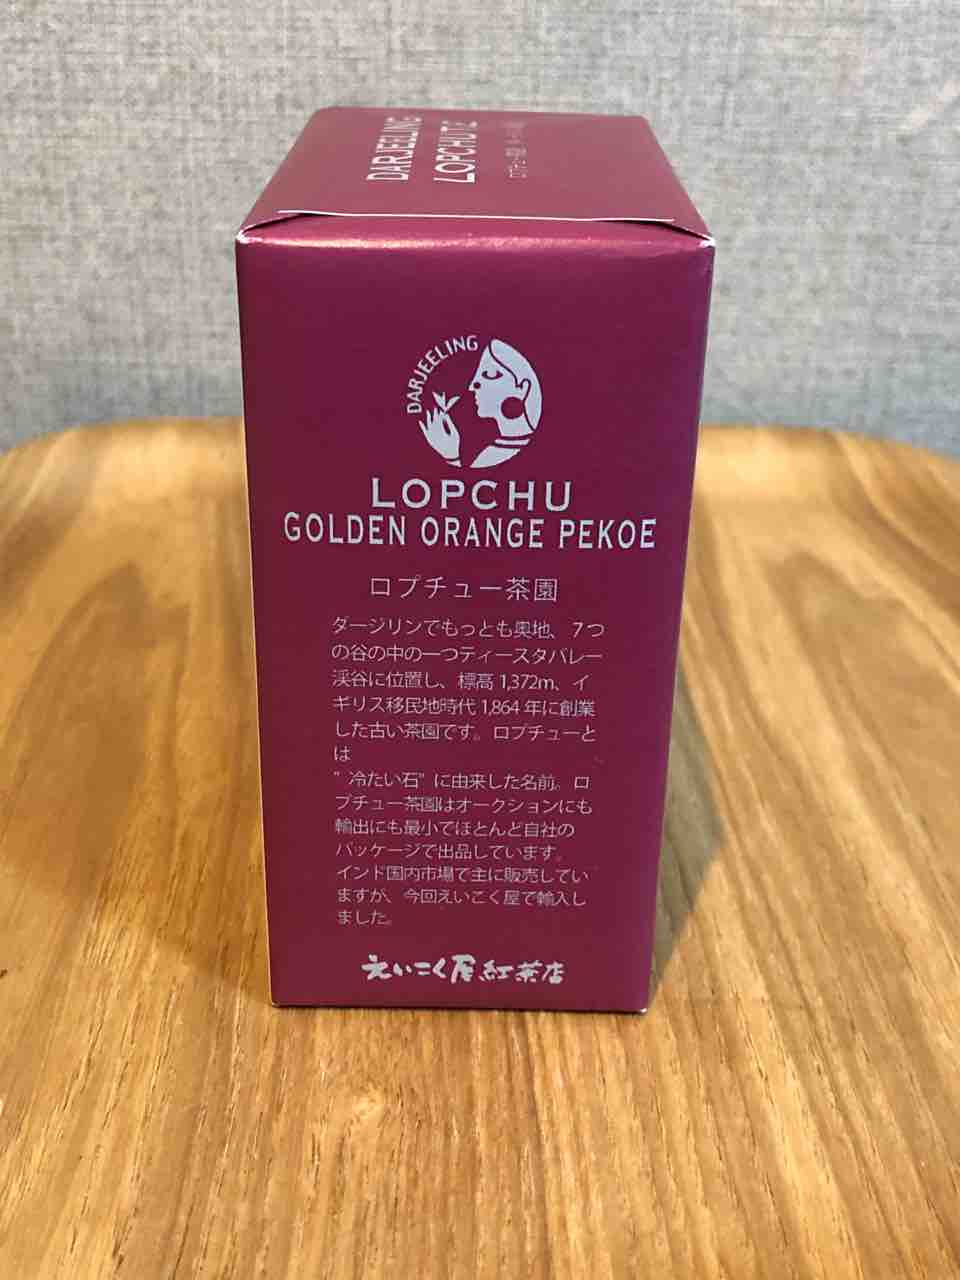 DARJEELING
LOPCHU
DARJEELING
LOPCHU
GOLDEN ORANGE PEKOE
ロプチュー茶園
ダージリンでもっとも奥地、7つ
の谷の中の一つティースタバレー
渓谷に位置し、標高1,372m、イ
ギリス移民地時代1,864年に創業
した古い茶園です。ロプチューと
は
"冷たい石"に由来した名前。ロ
プチュー茶園はオークションにも
輸出にも最小でほとんど自社の
パッケージで出品しています。
インド国内市場で主に販売してい
ますが、今回えいこく屋で輸入し
ました。
えいこく屋紅茶店